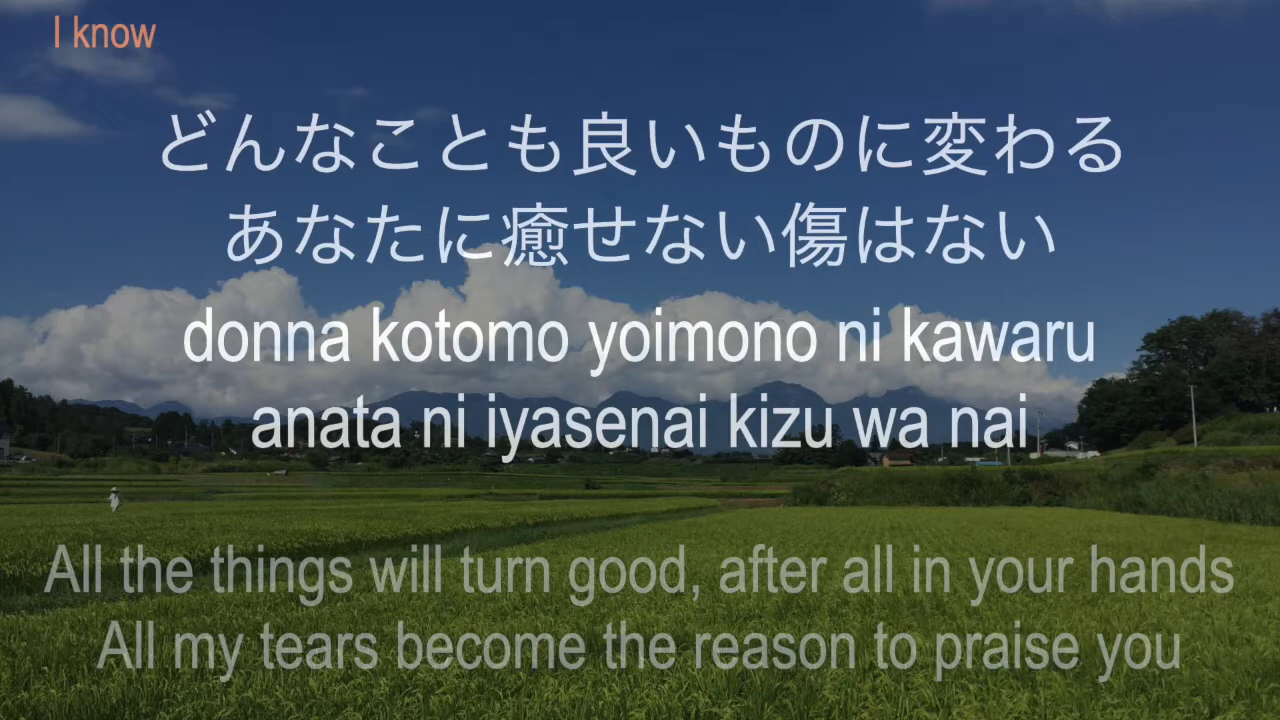 I know
どんなことも良いものに変わる
あなたに癒せない傷はない
donna kotomo yoimono ni kawaru
anata ni iyasenai kizu wa nai
All the things will turn good, after all in your hands
All my tears become the reason to praise you